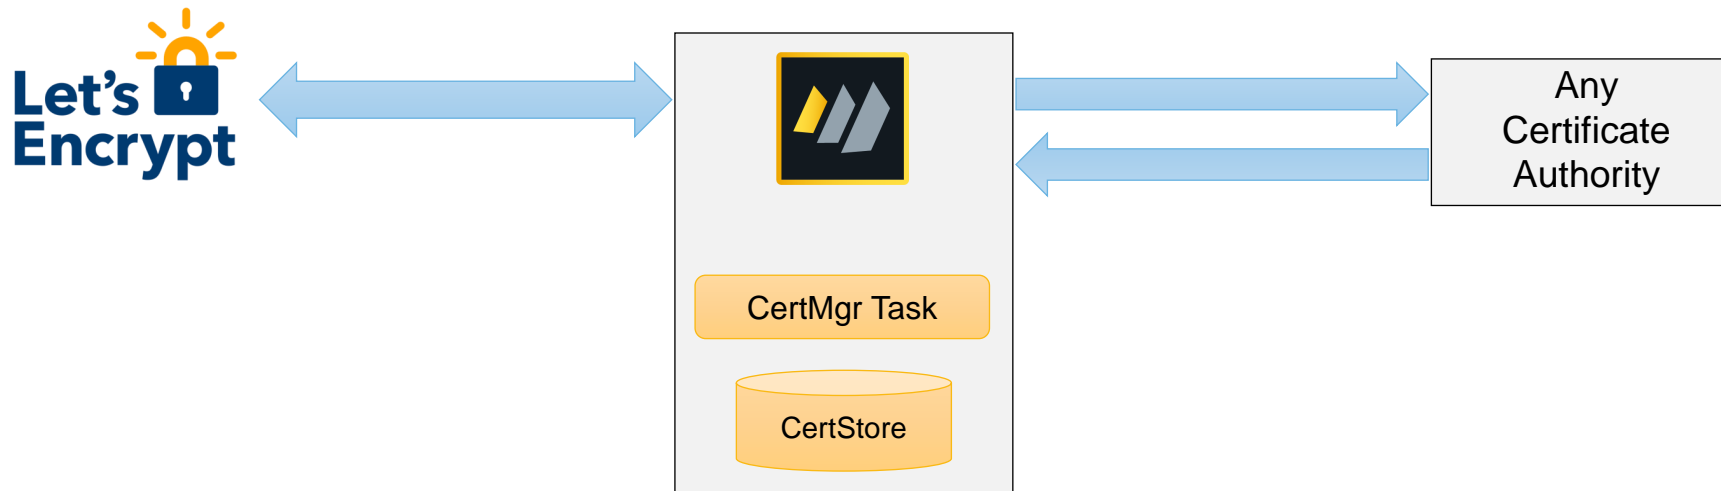 Let's
Encrypt
Any
Certificate
Authority
CertMgr Task
CertStore